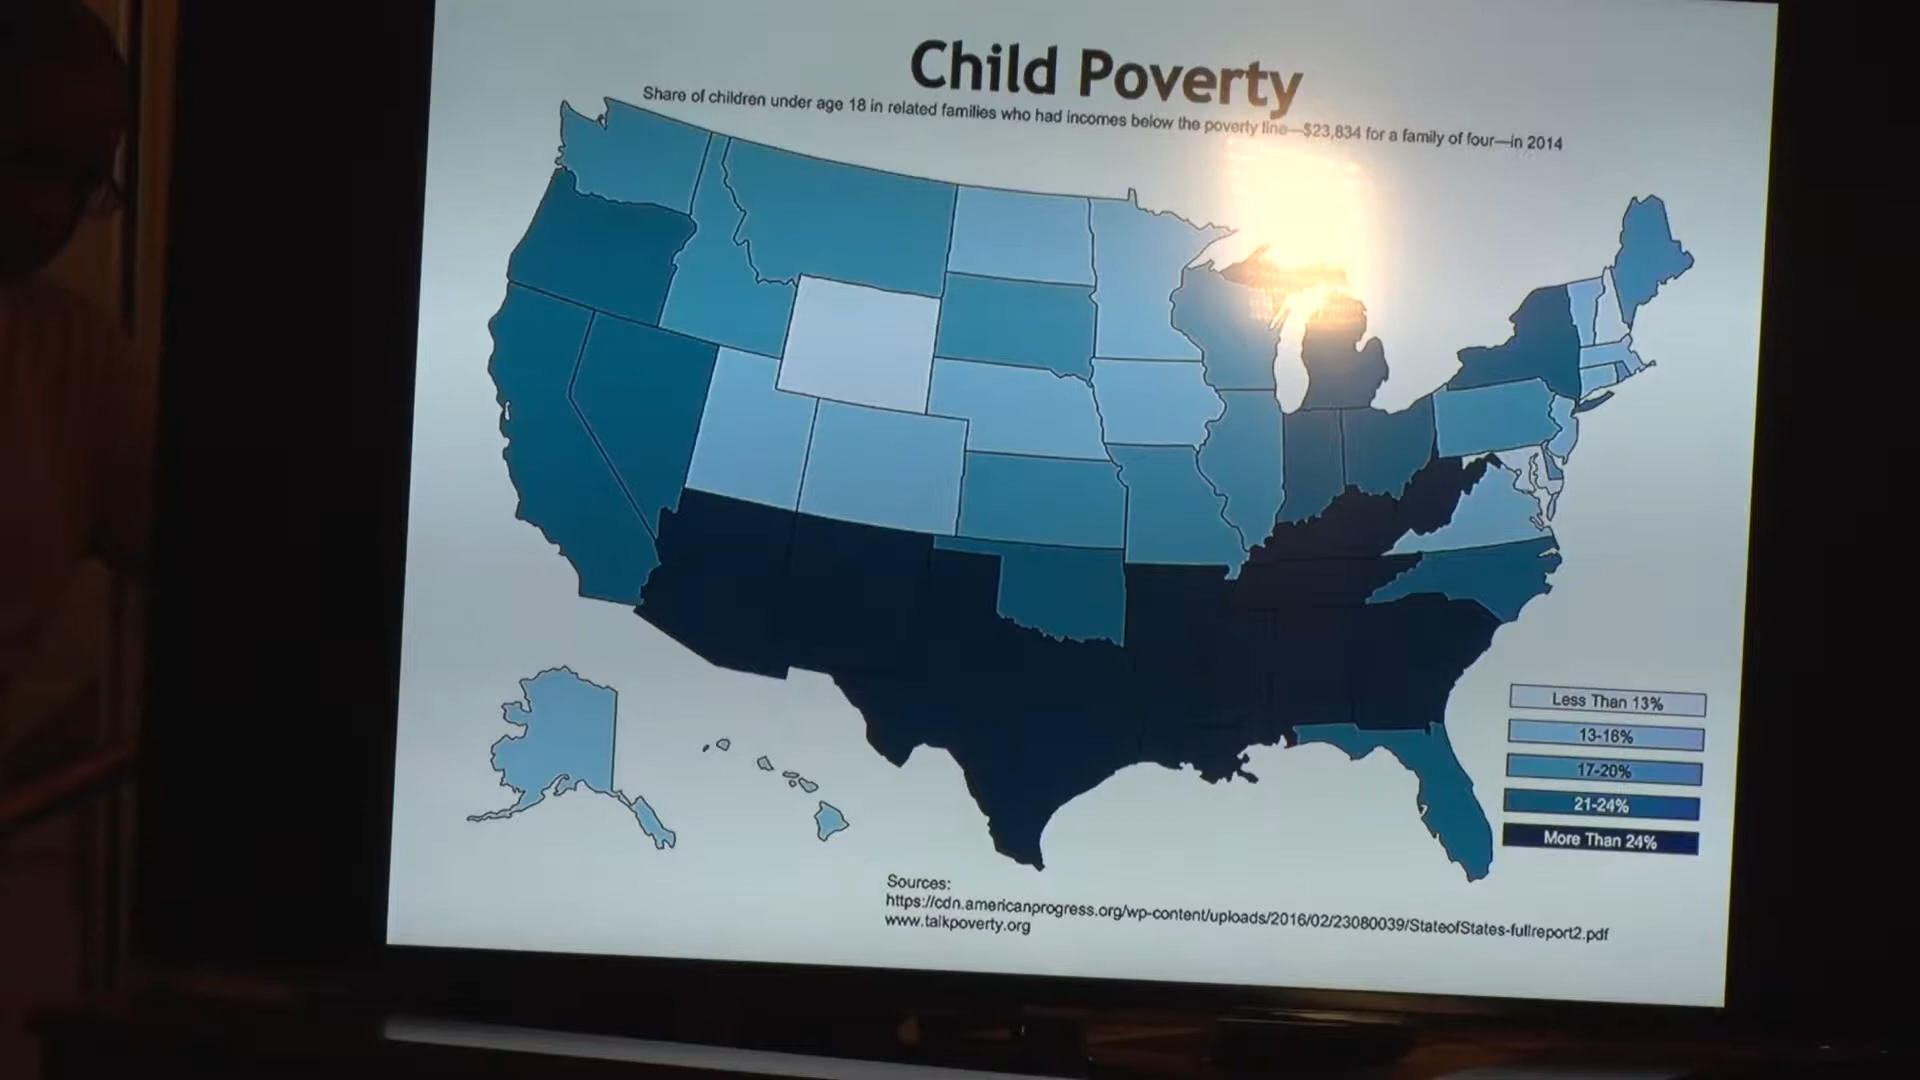 Child Poverty
Share of children under age 18 in related families who had incomes below the poverty line—$23,834 for a family of four—in 2014
Less Than 13%
13-16%
17-20%
21-24%
More Than 24%
Sources:
https://cdn.americanprogress.org/wp-content/uploads/2016/02/23080039/StateofStates-fullreport2.pdf
www.talkpoverty.org